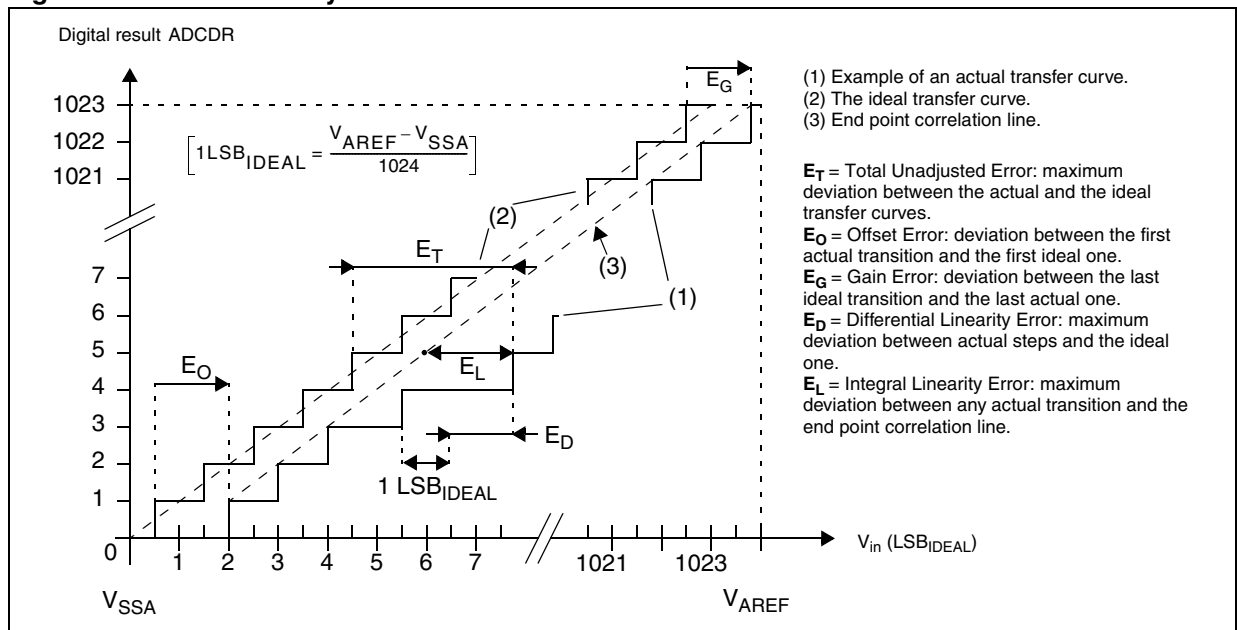 Digital result ADCDR
E_G
(1) Example of an actual transfer curve.
(2) The ideal transfer curve.
(3) End point correlation line.
1023
1022
1021
1LSB_IDEAL = (V_AREF – V_SSA) / 1024
E_T = Total Unadjusted Error: maximum
deviation between the actual and the ideal
transfer curves.
E_O = Offset Error: deviation between the first
actual transition and the first ideal one.
E_G = Gain Error: deviation between the last
ideal transition and the last actual one.
E_D = Differential Linearity Error: maximum
deviation between actual steps and the ideal
one.
E_L = Integral Linearity Error: maximum
deviation between any actual transition and the
end point correlation line.
(2)
E_T
(3)
(1)
7
6
5
4
3
2
1
0
E_O
E_L
E_D
1 LSB_IDEAL
1 2 3 4 5 6 7 1021 1023
V_in (LSB_IDEAL)
V_SSA
V_AREF